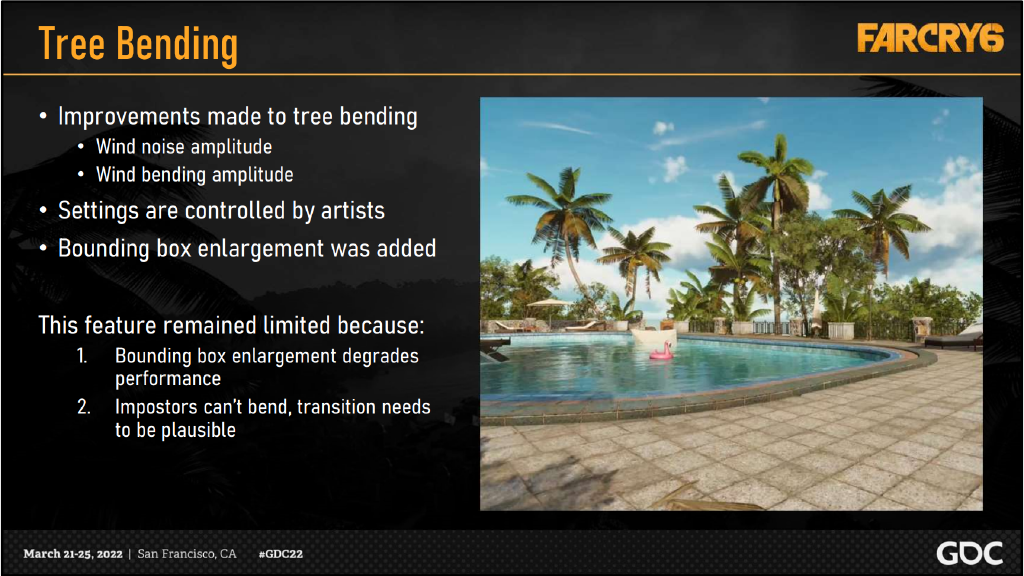 Tree Bending
FARCRY6
• Improvements made to tree bending
• Wind noise amplitude
• Wind bending amplitude
• Settings are controlled by artists
• Bounding box enlargement was added
This feature remained limited because:
1. Bounding box enlargement degrades
performance
2. Impostors can't bend, transition needs
to be plausible
March 21-25, 2022 | San Francisco, CA #GDC22
GDC